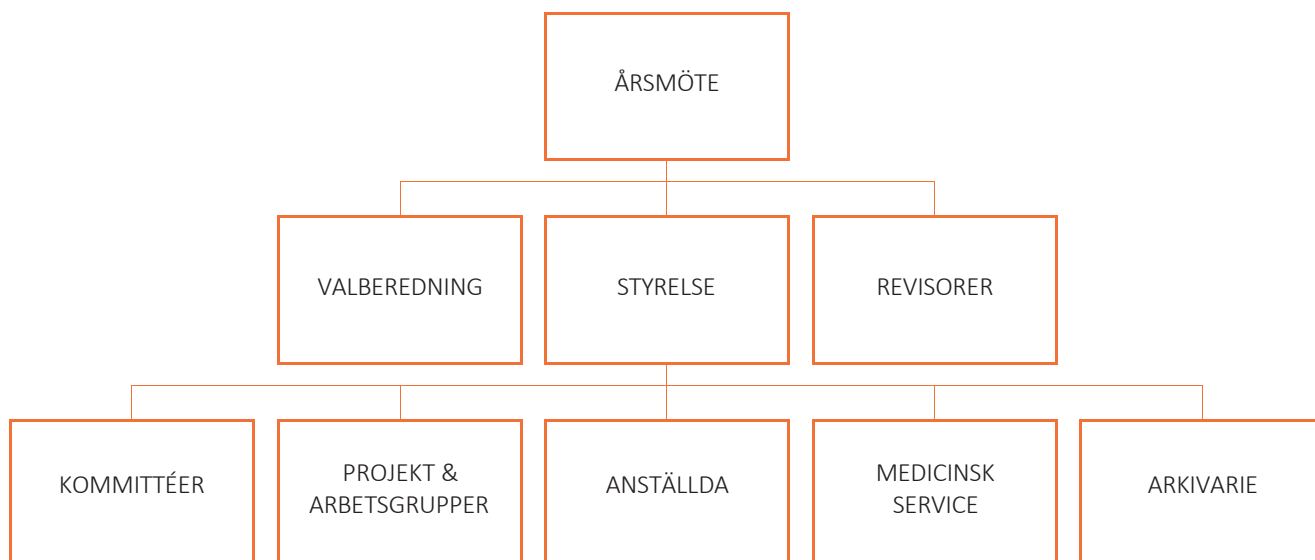 ÅRSMÖTE
VALBEREDNING
STYRELSE
REVISORER
KOMMITTÉER
PROJEKT &
ARBETSGRUPPER
ANSTÄLLDA
MEDICINSK
SERVICE
ARKIVARIE